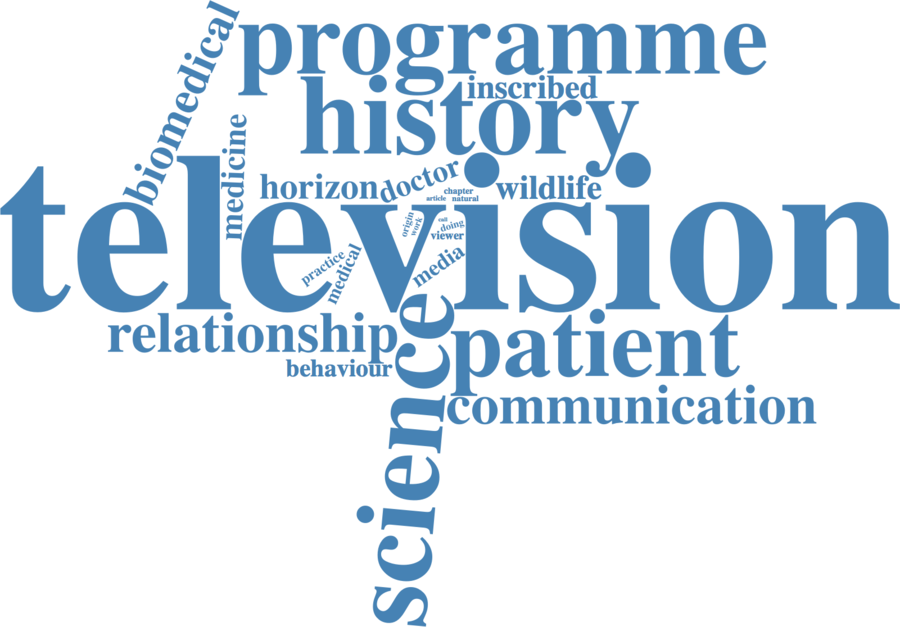 biomedical
programme
inscribed
history
medicine
horizon
doctor
wildlife
chapter
article
natural
television
origin
work
call
doing
viewer
practice
medical
media
relationship
behaviour
science
patient
communication